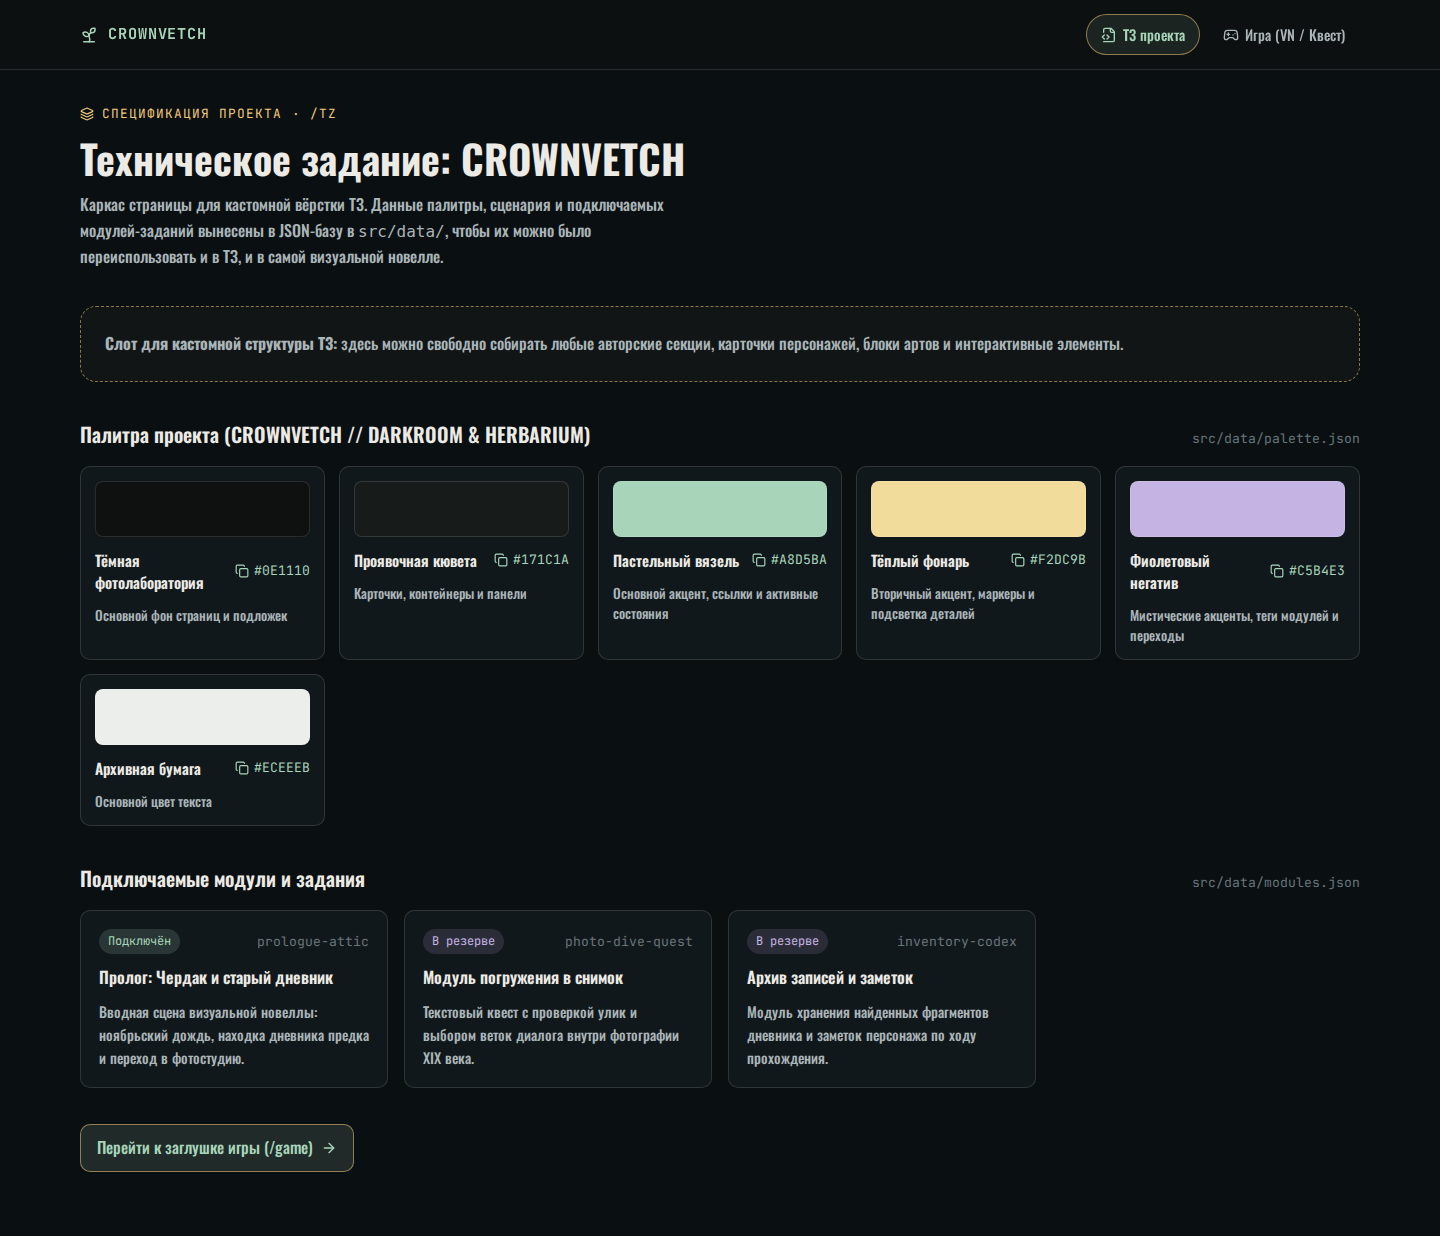 CROWNVETCH
ТЗ проекта
Игра (VN / Квест)
СПЕЦИФИКАЦИЯ ПРОЕКТА · /TZ
Техническое задание: CROWNVETCH
Каркас страницы для кастомной вёрстки ТЗ. Данные палитры, сценария и подключаемых
модулей-заданий вынесены в JSON-базу в src/data/, чтобы их можно было
переиспользовать и в ТЗ, и в самой визуальной новелле.
Слот для кастомной структуры ТЗ: здесь можно свободно собирать любые авторские секции, карточки персонажей, блоки артов и интерактивные элементы.
Палитра проекта (CROWNVETCH // DARKROOM & HERBARIUM)
src/data/palette.json
Тёмная
фотолаборатория
#0E1110
Основной фон страниц и подложек
Проявочная кювета
#171C1A
Карточки, контейнеры и панели
Пастельный вязель
#A8D5BA
Основной акцент, ссылки и активные
состояния
Тёплый фонарь
#F2DC9B
Вторичный акцент, маркеры и
подсветка деталей
Фиолетовый
негатив
#C5B4E3
Мистические акценты, теги модулей и
переходы
Архивная бумага
#ECEEEB
Основной цвет текста
Подключаемые модули и задания
src/data/modules.json
Подключён
prologue-attic
Пролог: Чердак и старый дневник
Вводная сцена визуальной новеллы:
ноябрьский дождь, находка дневника предка
и переход в фотостудию.
В резерве
photo-dive-quest
Модуль погружения в снимок
Текстовый квест с проверкой улик и
выбором веток диалога внутри фотографии
XIX века.
В резерве
inventory-codex
Архив записей и заметок
Модуль хранения найденных фрагментов
дневника и заметок персонажа по ходу
прохождения.
Перейти к заглушке игры (/game)